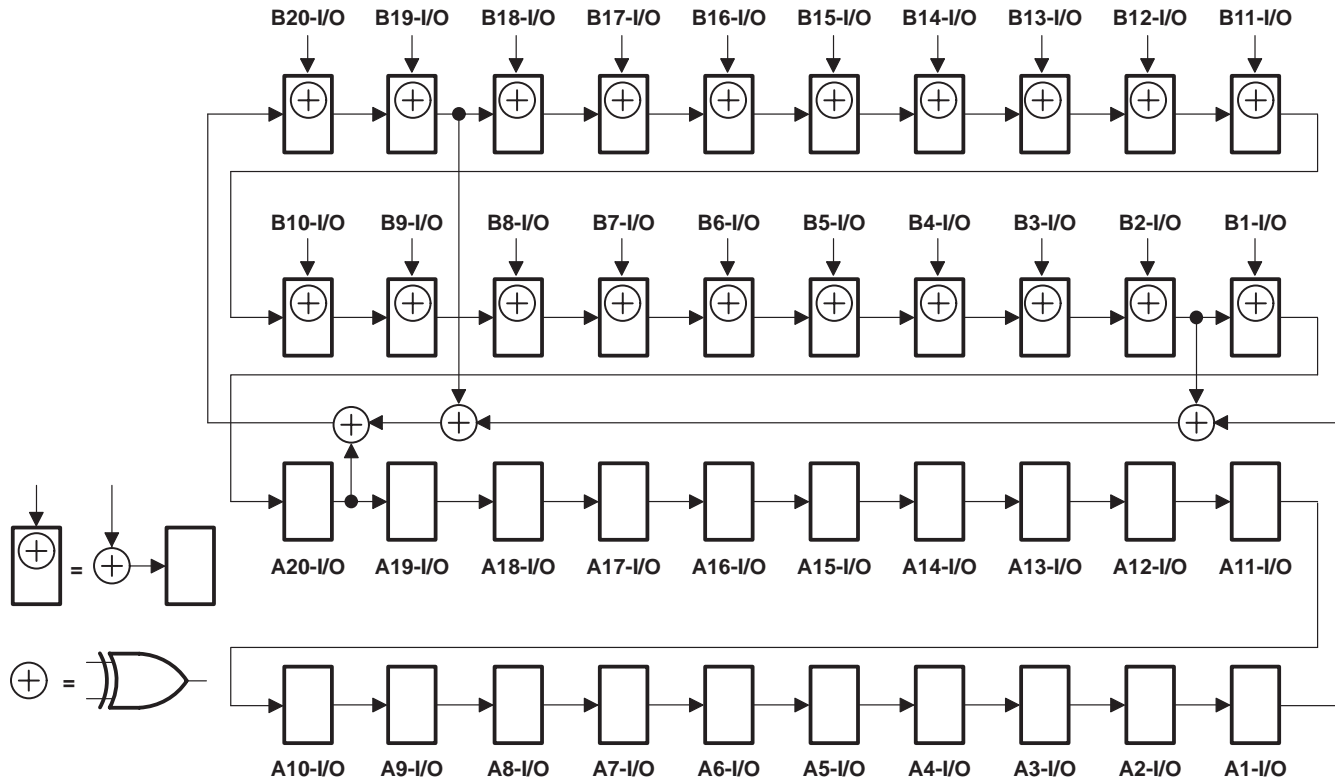 B20-I/O B19-I/O B18-I/O B17-I/O B16-I/O B15-I/O B14-I/O B13-I/O B12-I/O B11-I/O
B10-I/O B9-I/O B8-I/O B7-I/O B6-I/O B5-I/O B4-I/O B3-I/O B2-I/O B1-I/O
A20-I/O A19-I/O A18-I/O A17-I/O A16-I/O A15-I/O A14-I/O A13-I/O A12-I/O A11-I/O
=
=
A10-I/O A9-I/O A8-I/O A7-I/O A6-I/O A5-I/O A4-I/O A3-I/O A2-I/O A1-I/O